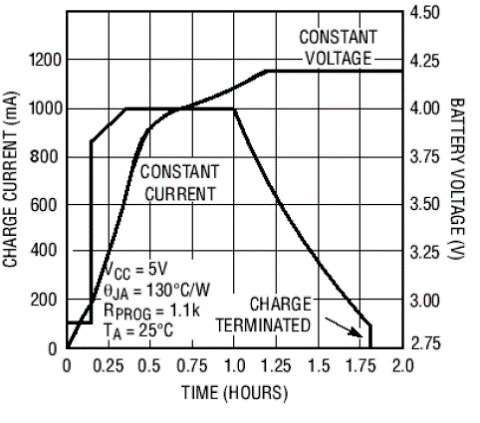 4.50
CONSTANT
VOLTAGE
1200
4.25
1000
4.00
CHARGE CURRENT (mA)
BATTERY VOLTAGE (V)
800
3.75
CONSTANT
CURRENT
600
3.50
400
3.25
VCC = 5V
θJA = 130°C/W
RPROG = 1.1k
TA = 25°C
200
3.00
CHARGE
TERMINATED
0
2.75
0 0.25 0.5 0.75 1.0 1.25 1.5 1.75 2.0
TIME (HOURS)